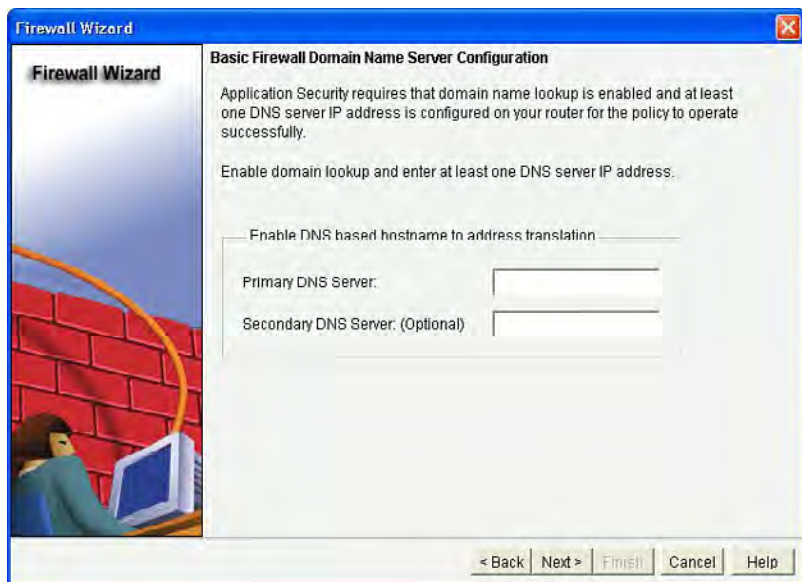 Firewall Wizard
Firewall Wizard
Basic Firewall Domain Name Server Configuration
Application Security requires that domain name lookup is enabled and at least
one DNS server IP address is configured on your router for the policy to operate
successfully.
Enable domain lookup and enter at least one DNS server IP address.
Enable DNS based hostname to address translation
Primary DNS Server:
Secondary DNS Server: (Optional)
< Back Next > Finish Cancel Help